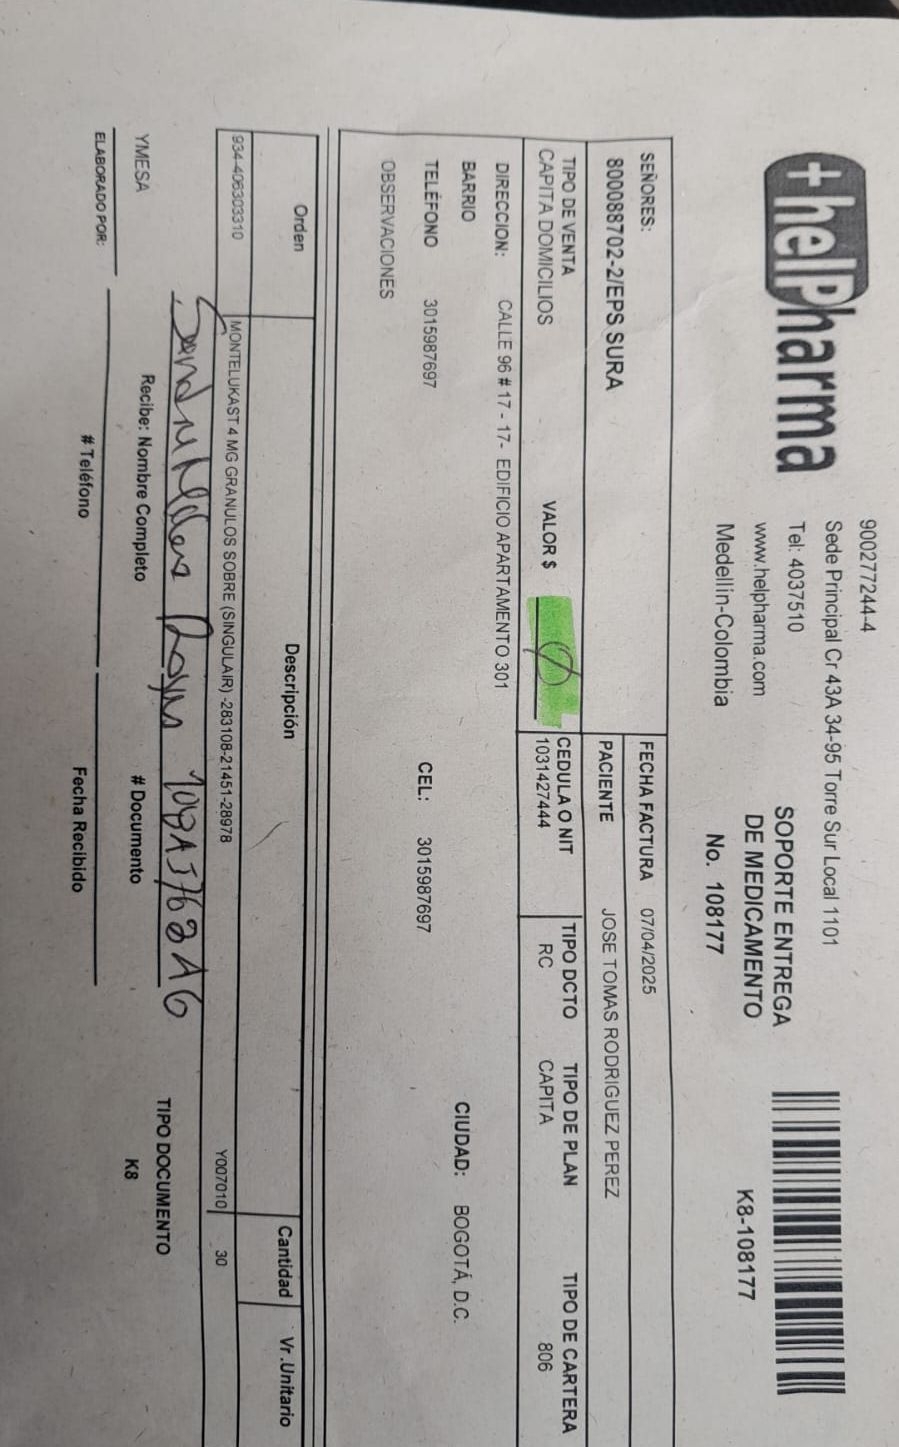 +helPharma
900277244-4
Sede Principal Cr 43A 34-95 Torre Sur Local 1101
Tel: 4037510
www.helpharma.com
Medellin-Colombia
SOPORTE ENTREGA
DE MEDICAMENTO
No. 108177
K8-108177
SEÑORES:
800088702-2/EPS SURA
FECHA FACTURA 07/04/2025
PACIENTE JOSE TOMAS RODRIGUEZ PEREZ
TIPO DE VENTA VALOR $ CEDULA O NIT TIPO DCTO TIPO DE PLAN TIPO DE CARTERA
CAPITA DOMICILIOS 1031427444 RC CAPITA 806
DIRECCION: CALLE 96 # 17 - 17- EDIFICIO APARTAMENTO 301
BARRIO CIUDAD: BOGOTÁ, D.C.
TELÉFONO 3015987697 CEL: 3015987697
OBSERVACIONES
Orden Descripción Cantidad Vr.Unitario
934-406303310 MONTELUKAST 4 MG GRANULOS SOBRE (SINGULAIR) -283108-21451-28978 Y007010 30
YMESA Recibe: Nombre Completo # Documento TIPO DOCUMENTO
ELABORADO POR: K8
# Teléfono Fecha Recibido